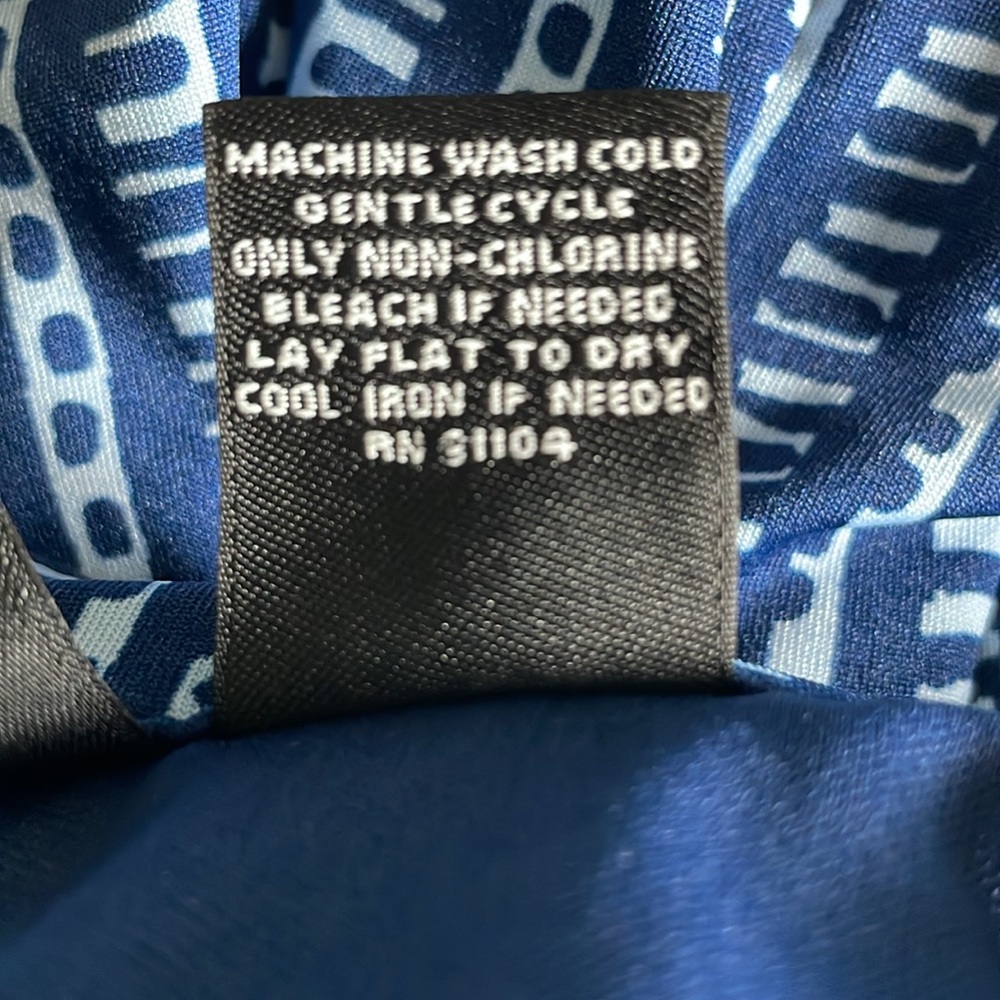 MACHINE WASH COLD
GENTLE CYCLE
ONLY NON-CHLORINE
BLEACH IF NEEDED
LAY FLAT TO DRY
COOL IRON IF NEEDED
RN 91104